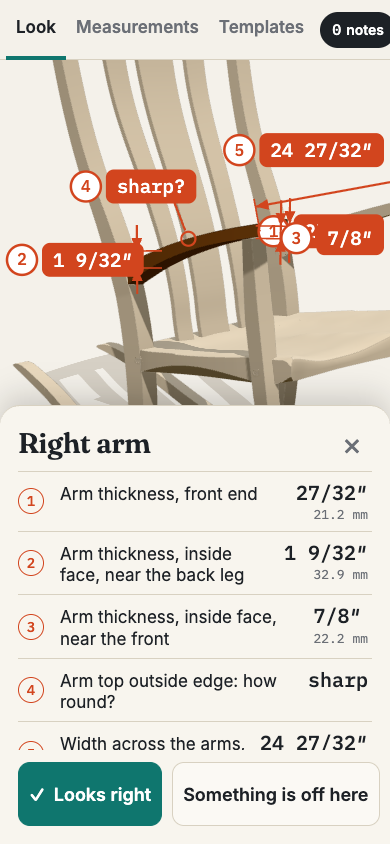 Look
Measurements
Templates
0 notes
5
24 27/32″
4
sharp?
1
3
7/8″
2
1 9/32″
Right arm
1
Arm thickness, front end
27/32″
21.2 mm
2
Arm thickness, inside
face, near the back leg
1 9/32″
32.9 mm
3
Arm thickness, inside face,
near the front
7/8″
22.2 mm
4
Arm top outside edge: how
round?
sharp
Width across the arms.
24 27/32″
Looks right
Something is off here